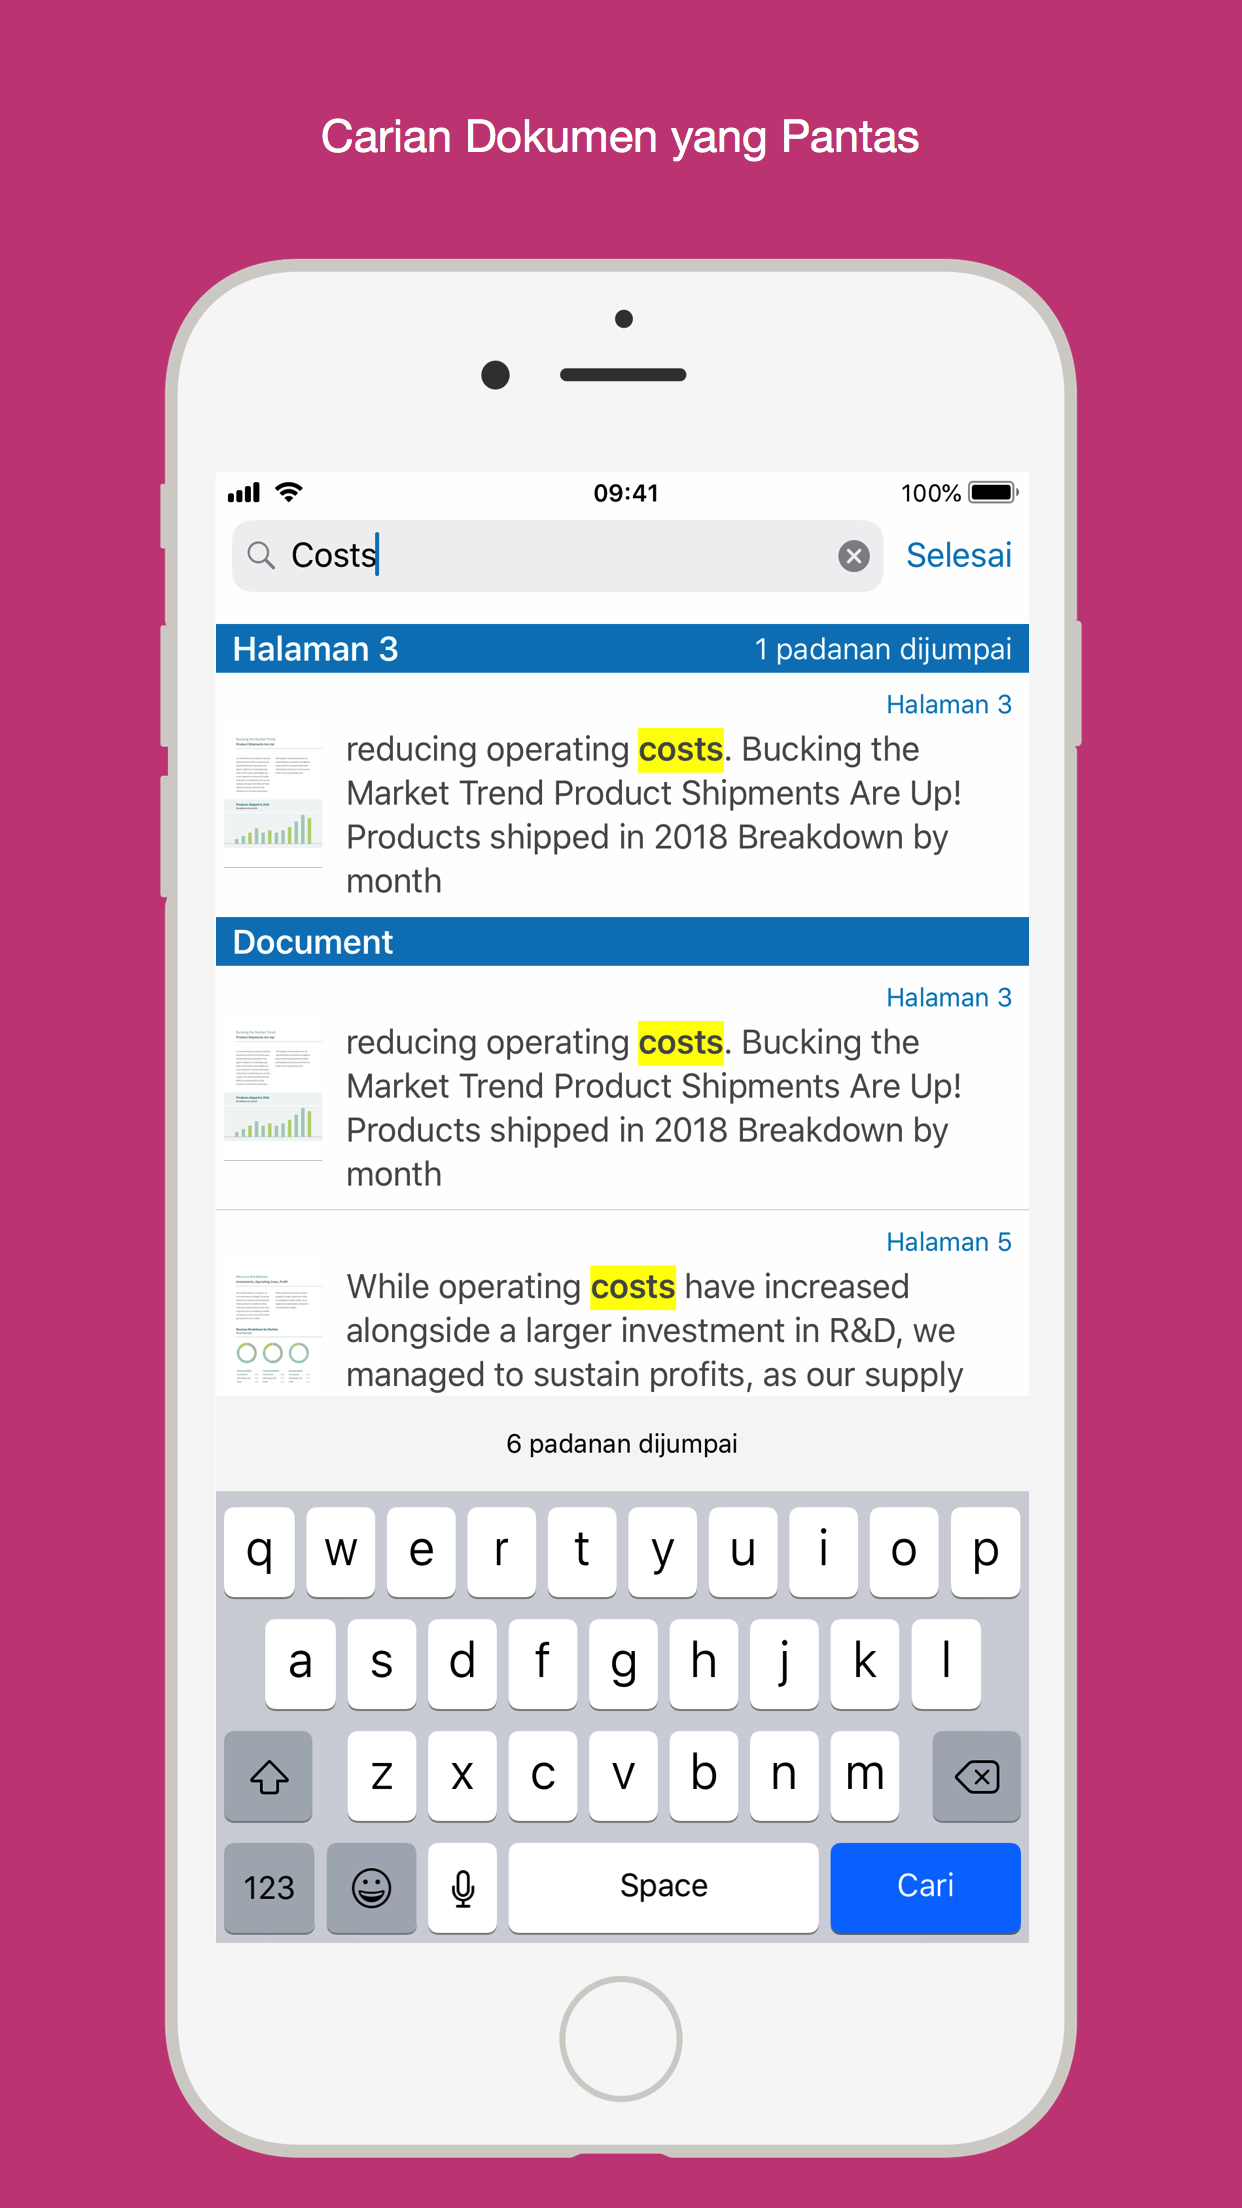 Carian Dokumen yang Pantas
09:41
100%
Costs
Selesai
Halaman 3
1 padanan dijumpai
Halaman 3
reducing operating costs. Bucking the
Market Trend Product Shipments Are Up!
Products shipped in 2018 Breakdown by
month
Document
Halaman 3
reducing operating costs. Bucking the
Market Trend Product Shipments Are Up!
Products shipped in 2018 Breakdown by
month
Halaman 5
While operating costs have increased
alongside a larger investment in R&D, we
managed to sustain profits, as our supply
6 padanan dijumpai
q w e r t y u i o p
a s d f g h j k l
z x c v b n m
123
Space
Cari